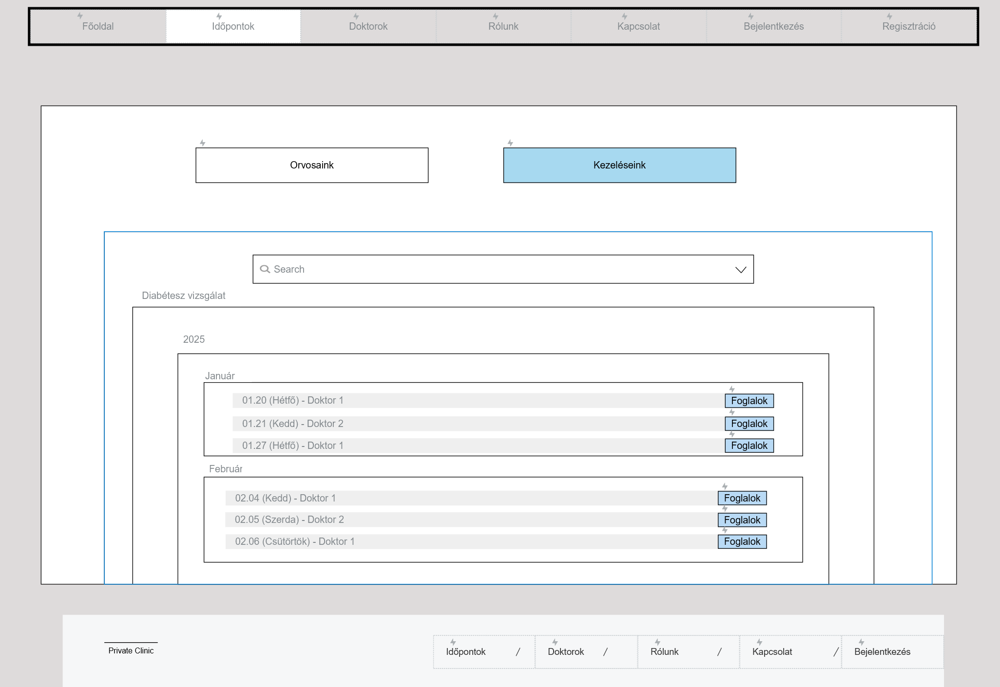 Főoldal
Időpontok
Doktorok
Rólunk
Kapcsolat
Bejelentkezés
Regisztráció
Orvosaink
Kezeléseink
Search
Diabétesz vizsgálat
2025
Január
01.20 (Hétfő) - Doktor 1
Foglalok
01.21 (Kedd) - Doktor 2
Foglalok
01.27 (Hétfő) - Doktor 1
Foglalok
Február
02.04 (Kedd) - Doktor 1
Foglalok
02.05 (Szerda) - Doktor 2
Foglalok
02.06 (Csütörtök) - Doktor 1
Foglalok
Private Clinic
Időpontok /
Doktorok /
Rólunk /
Kapcsolat /
Bejelentkezés